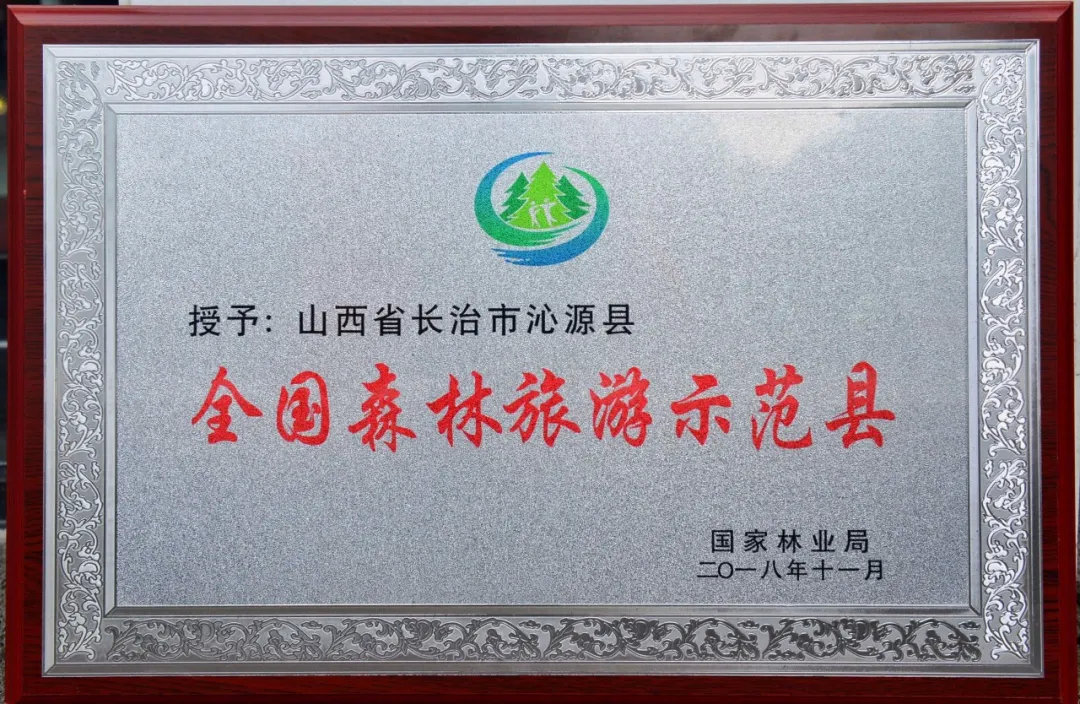 授予：山西省长治市沁源县
全国森林旅游示范县
国家林业局
二〇一八年十一月